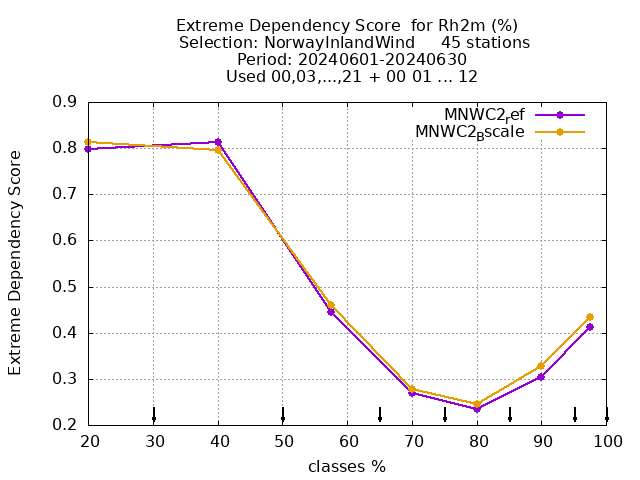 Extreme Dependency Score  for Rh2m (%)
Selection: NorwayInlandWind     45 stations
Period: 20240601-20240630
Used 00,03,...,21 + 00 01 ... 12
MNWC2ref
MNWC2Bscale
Extreme Dependency Score
0.9
0.8
0.7
0.6
0.5
0.4
0.3
0.2
20 30 40 50 60 70 80 90 100
classes %